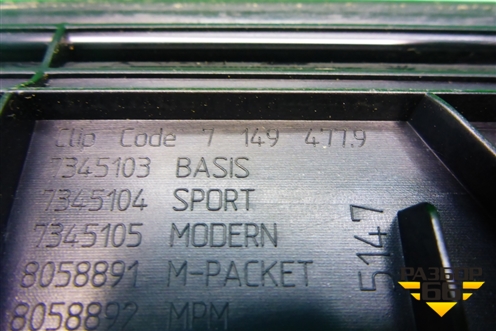 Clip Code 7 149 477.9
7345103 BASIS
7345104 SPORT
7345105 MODERN
8058891 M-PACKET
8058892 MPM
5147
РАЗБОР
66